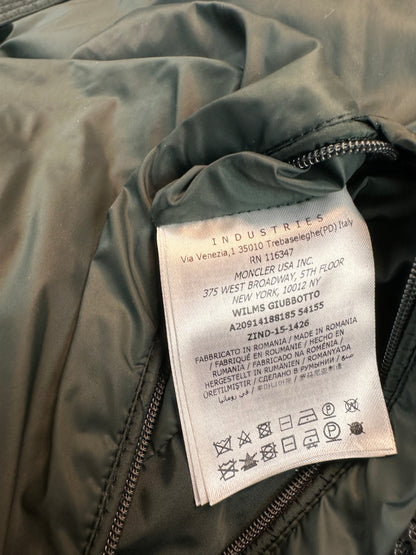 INDUSTRIES
Via Venezia,1 35010 Trebaseleghe(PD) Italy
RN 116347
MONCLER USA INC.
375 WEST BROADWAY, 5TH FLOOR
NEW YORK, 10012 NY
WILMS GIUBBOTTO
A20914188185 54155
ZIND-15-1426
FABBRICATO IN ROMANIA / MADE IN ROMANIA
/ FABRIQUÉ EN ROUMANIE / HECHO EN
RUMANIA / FABRICADO NA ROMÉNIA /
HERGESTELLT IN RUMÄNIEN / ROMANYADA
ÜRETILMIŞTIR / СДЕЛАНО В РУМЫНИИ /